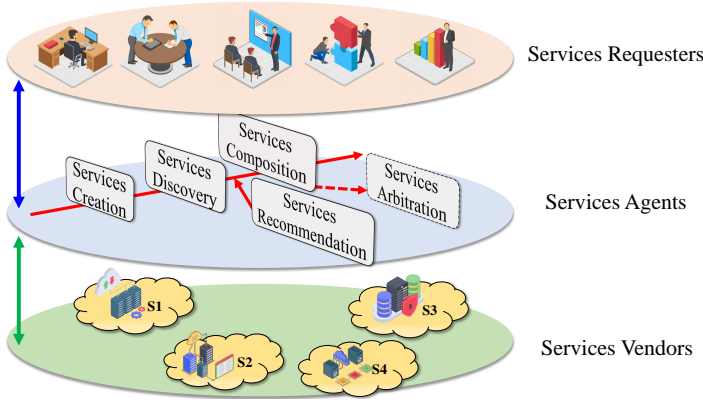 Services Requesters
Services
Composition
Services
Discovery
Services
Creation
Services
Arbitration
Services
Recommendation
Services Agents
S1
S3
S2
S4
Services Vendors